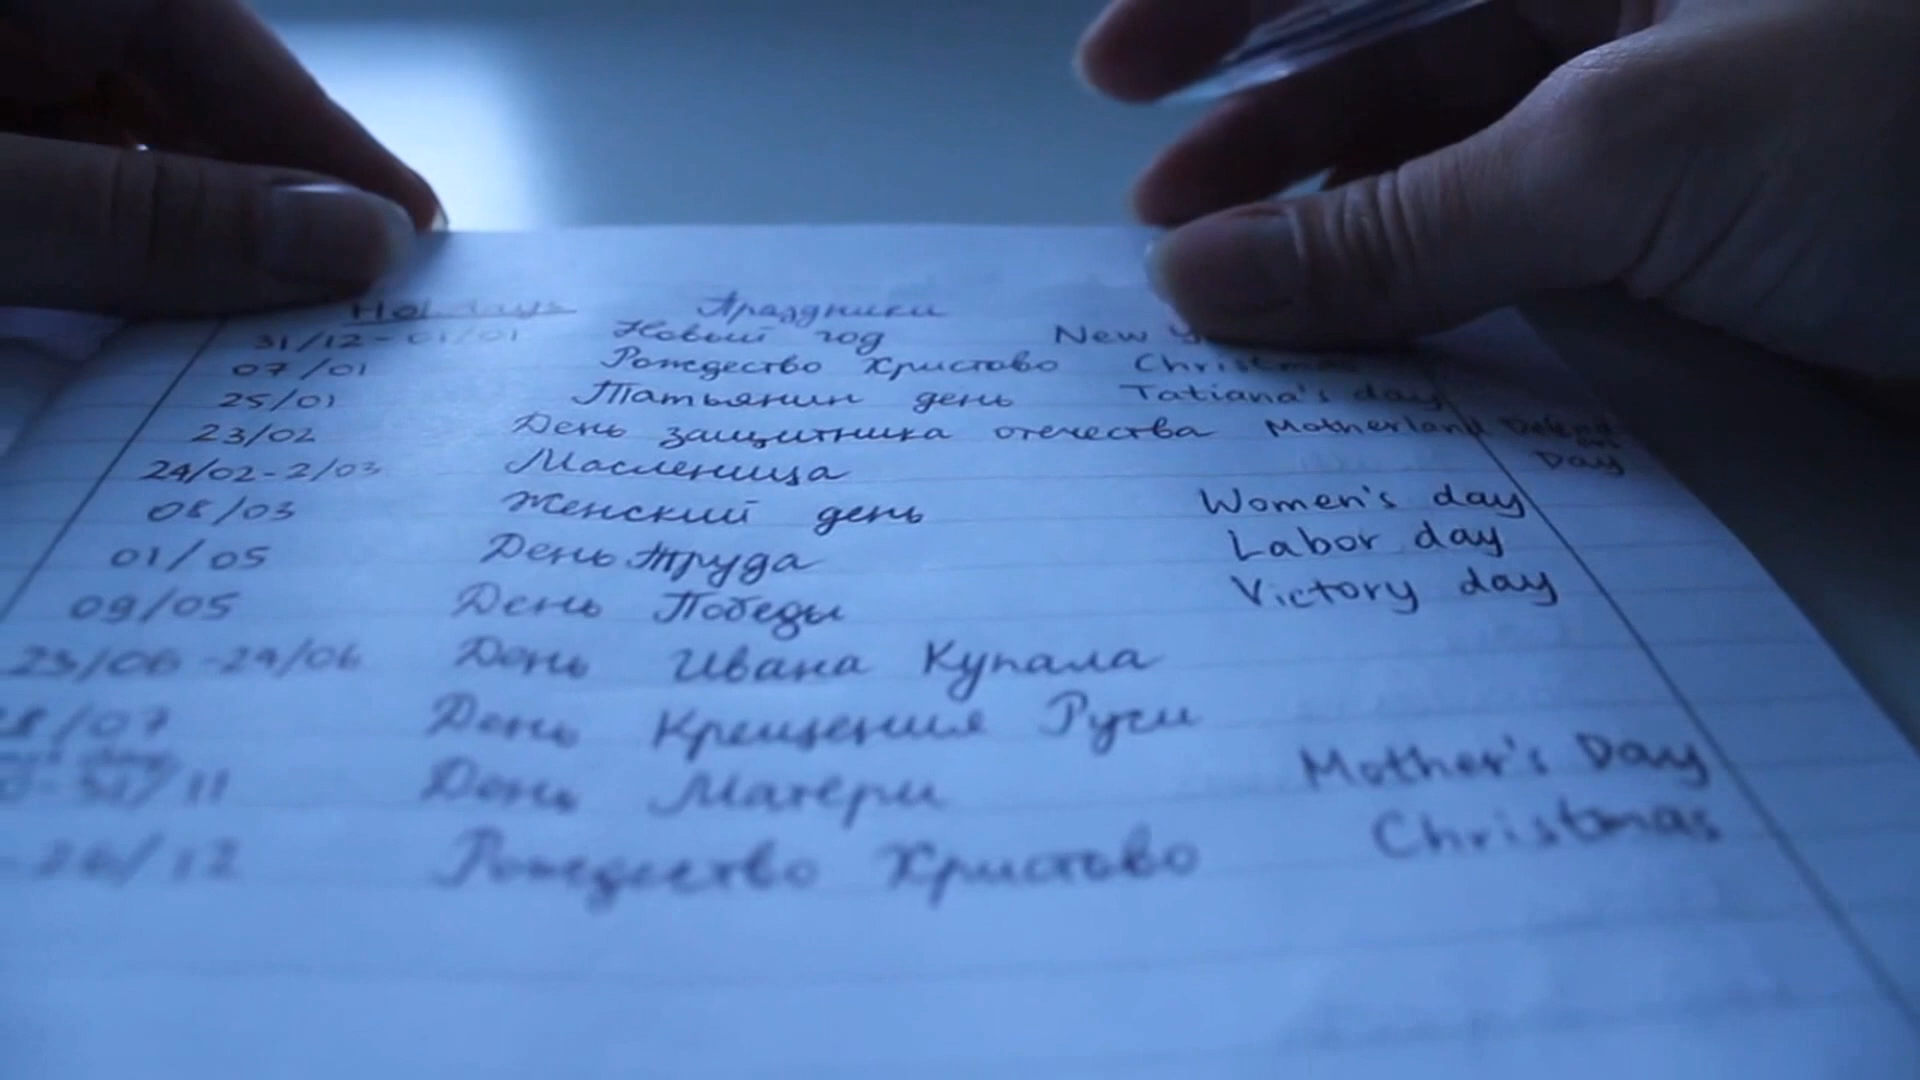 Holidays Праздники
31/12-01/01 Новый год New
07/01 Рождество Христово Christmas
25/01 Татьянин день Tatiana's day
23/02 День защитника отечества Motherland Defend
Day
24/02-2/03 Масленица
08/03 Женский день Women's day
01/05 День Труда Labor day
09/05 День Победы Victory day
23/06-24/06 День Ивана Купала
/07 День Крещения Руси
/11 День Матери Mother's Day
/12 Рождество Христово Christmas